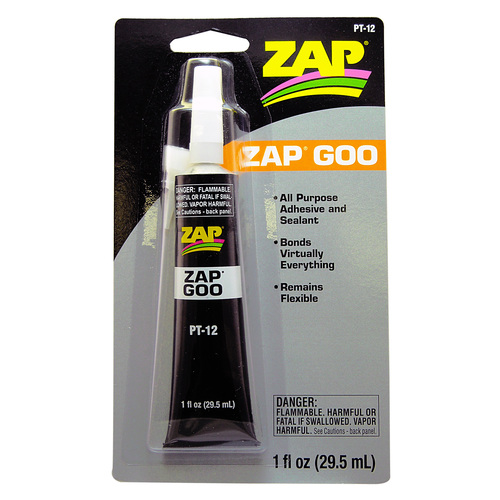 PT-12
ZAP®
ZAP® GOO
• All Purpose
Adhesive and
Sealant
• Bonds
Virtually
Everything
• Remains
Flexible
DANGER:
FLAMMABLE. HARMFUL OR
FATAL IF SWALLOWED. VAPOR
HARMFUL. See Cautions - back panel.
1 fl oz (29.5 mL)
DANGER: FLAMMABLE.
HARMFUL OR FATAL IF SWAL-
LOWED. VAPOR HARMFUL.
See Cautions - back panel.
ZAP
ZAP®
GOO
PT-12
1 fl oz (29.5 mL)